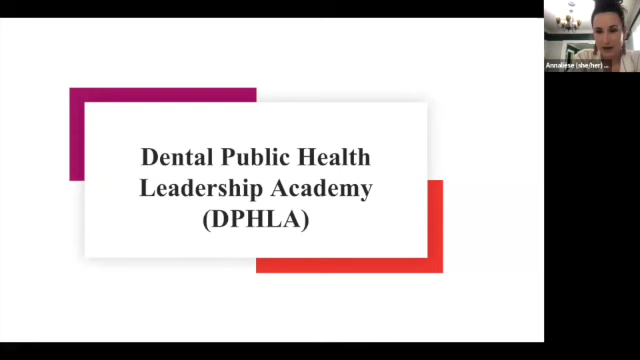 Dental Public Health
Leadership Academy
(DPHLA)
Annaliese (she/her) ...